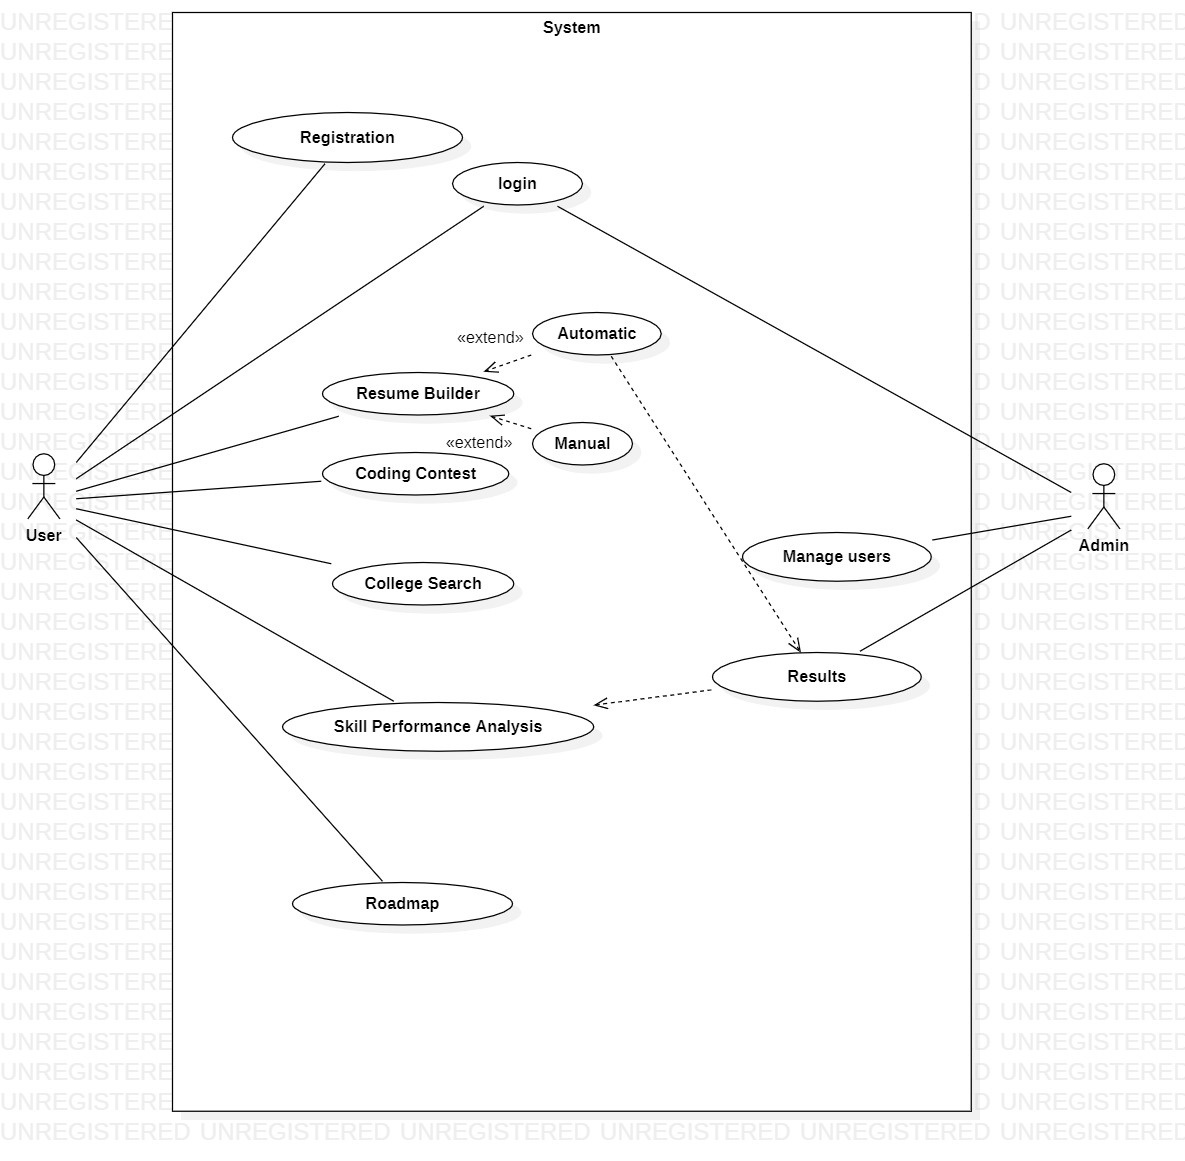 System
Registration
login
«extend»
Automatic
Resume Builder
«extend»
Manual
Coding Contest
User
Admin
Manage users
College Search
Results
Skill Performance Analysis
Roadmap
UNREGISTERED UNREGISTERED UNREGISTERED UNREGISTERED UNREGISTERED UNREGISTERED